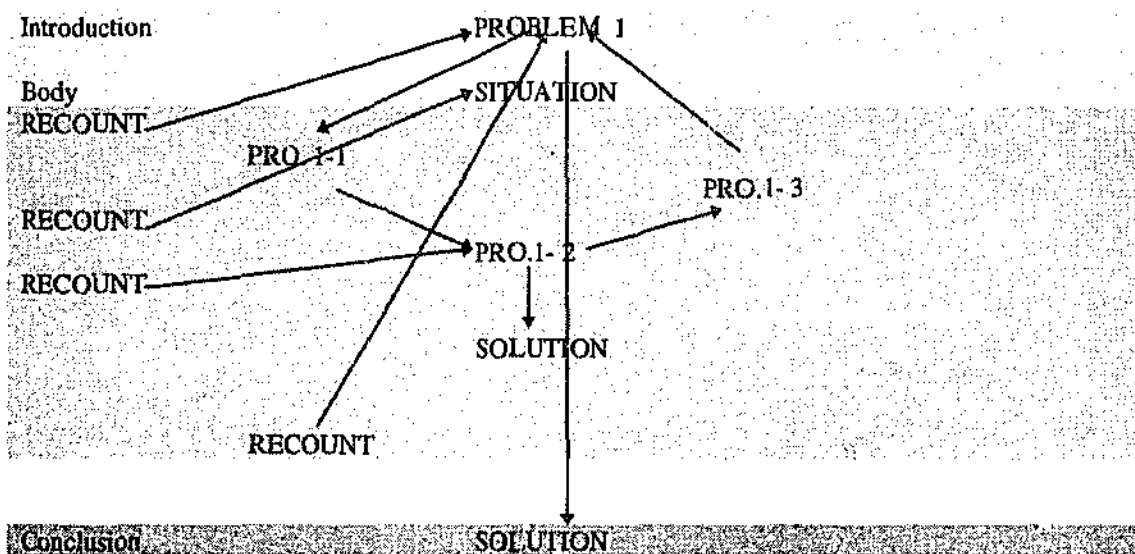 Introduction PROBLEM 1
Body SITUATION
RECOUNT
PRO. 1-1
PRO.1- 3
RECOUNT
PRO.1- 2
RECOUNT
SOLUTION
RECOUNT
Conclusion SOLUTION